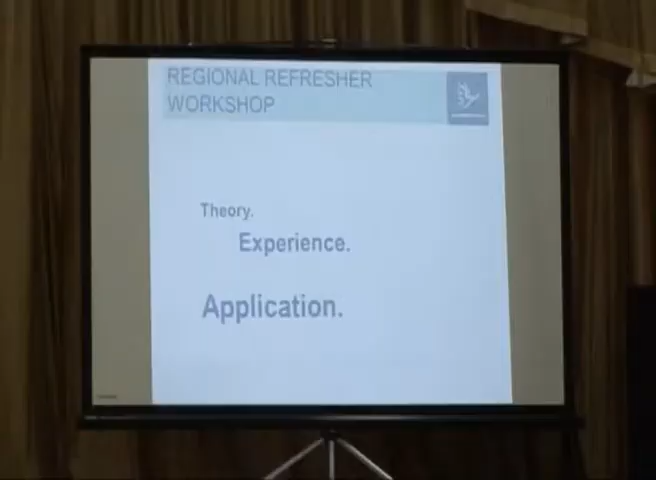 REGIONAL REFRESHER
WORKSHOP
Theory.
Experience.
Application.